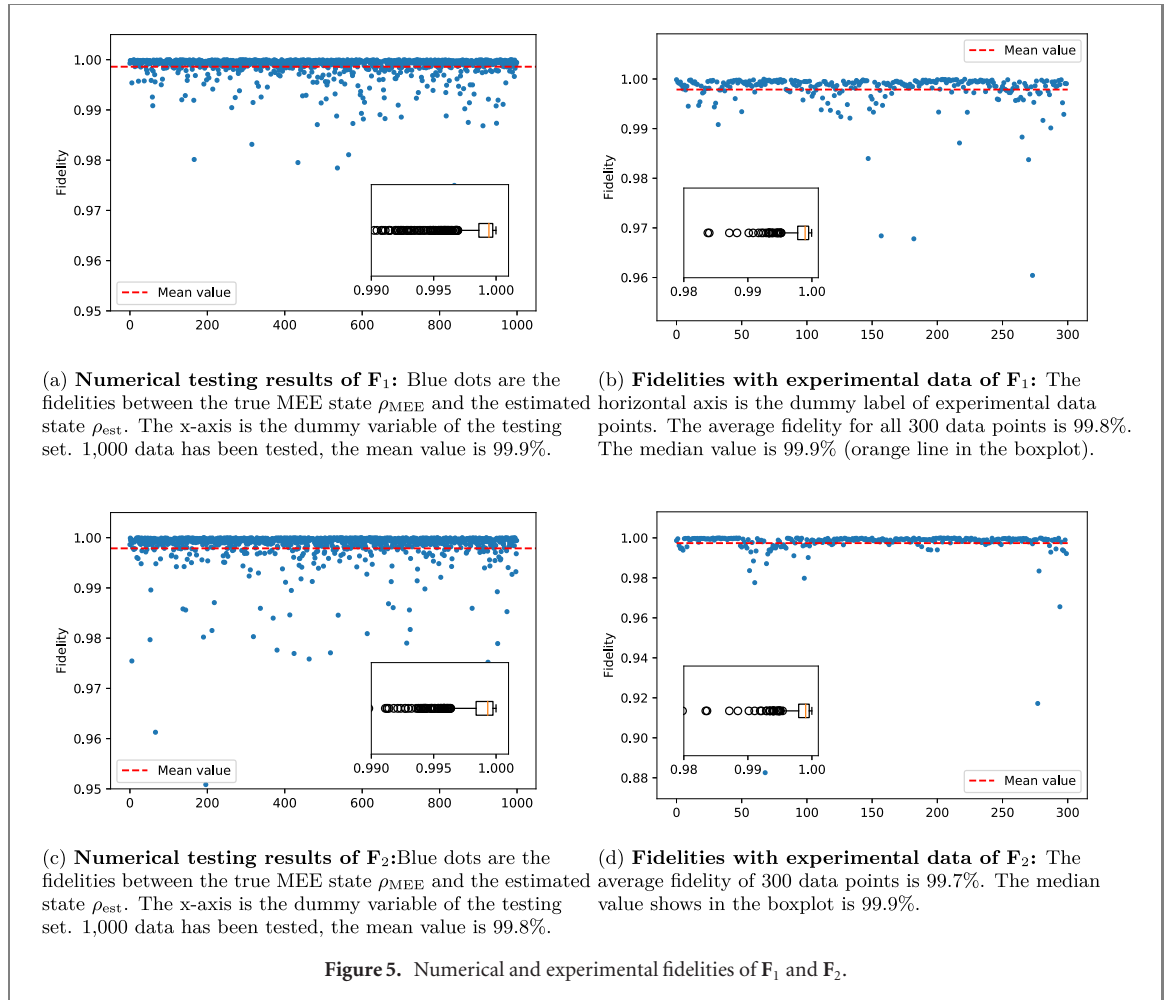 1.00
0.99
0.98
0.97
0.96
0.95
Fidelity
Mean value
0.990 0.995 1.000
0 200 400 600 800 1000
(a) Numerical testing results of F₁: Blue dots are the
fidelities between the true MEE state ρMEE and the estimated
state ρest. The x-axis is the dummy variable of the testing
set. 1,000 data has been tested, the mean value is 99.9%.
Mean value
1.00
0.99
0.98
0.97
0.96
Fidelity
0.98 0.99 1.00
0 50 100 150 200 250 300
(b) Fidelities with experimental data of F₁: The
horizontal axis is the dummy label of experimental data
points. The average fidelity for all 300 data points is 99.8%.
The median value is 99.9% (orange line in the boxplot).
1.00
0.99
0.98
0.97
0.96
0.95
Fidelity
Mean value
0.990 0.995 1.000
0 200 400 600 800 1000
(c) Numerical testing results of F₂:Blue dots are the
fidelities between the true MEE state ρMEE and the estimated
state ρest. The x-axis is the dummy variable of the testing
set. 1,000 data has been tested, the mean value is 99.8%.
1.00
0.98
0.96
0.94
0.92
0.90
0.88
Fidelity
0.98 0.99 1.00
Mean value
0 50 100 150 200 250 300
(d) Fidelities with experimental data of F₂: The
average fidelity of 300 data points is 99.7%. The median
value shows in the boxplot is 99.9%.
Figure 5. Numerical and experimental fidelities of F₁ and F₂.